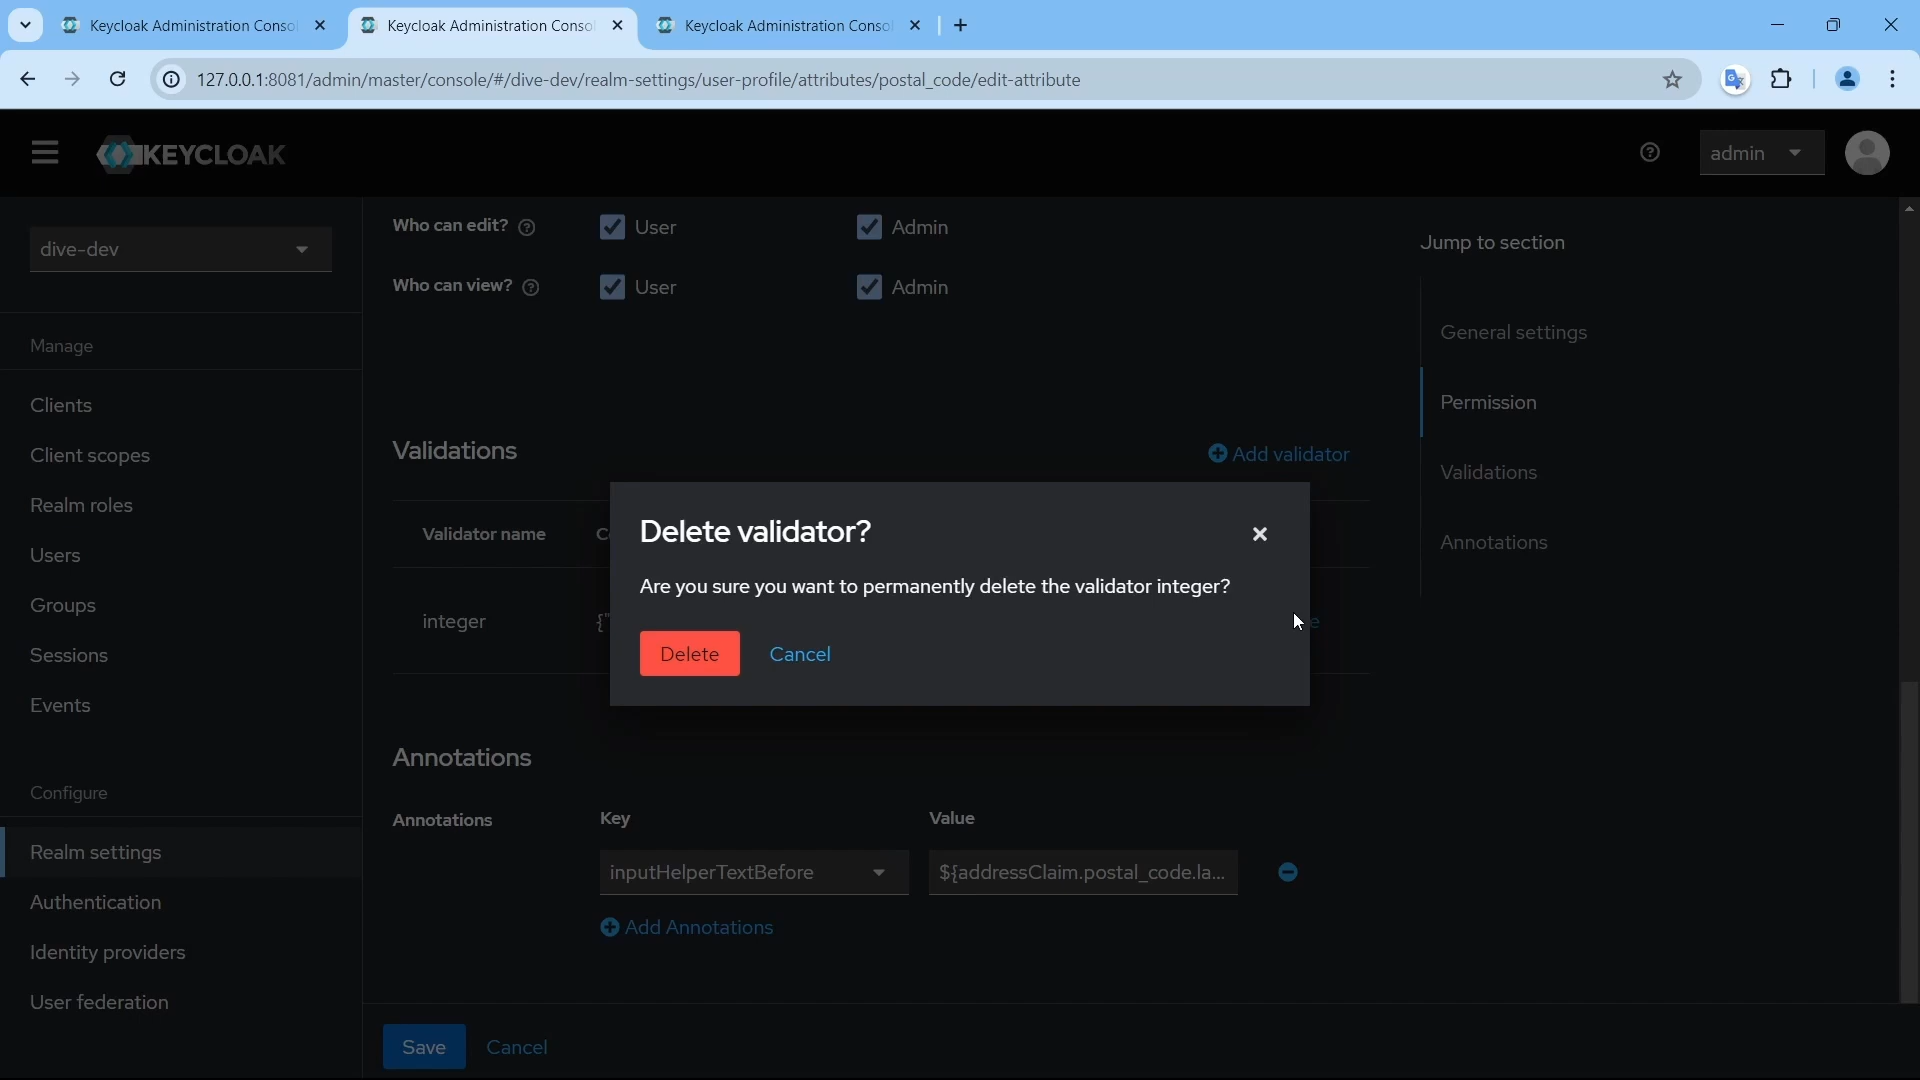 Keycloak Administration Conso
Keycloak Administration Conso
Keycloak Administration Conso
127.0.0.1:8081/admin/master/console/#/dive-dev/realm-settings/user-profile/attributes/postal_code/edit-attribute
KEYCLOAK
admin
dive-dev
Manage
Clients
Client scopes
Realm roles
Users
Groups
Sessions
Events
Configure
Realm settings
Authentication
Identity providers
User federation
Who can edit?
User
Admin
Who can view?
User
Admin
Validations
Add validator
Validator name
integer
Delete validator?
Are you sure you want to permanently delete the validator integer?
Delete
Cancel
Annotations
Annotations
Key
Value
inputHelperTextBefore
${addressClaim.postal_code.la...
Add Annotations
Save
Cancel
Jump to section
General settings
Permission
Validations
Annotations